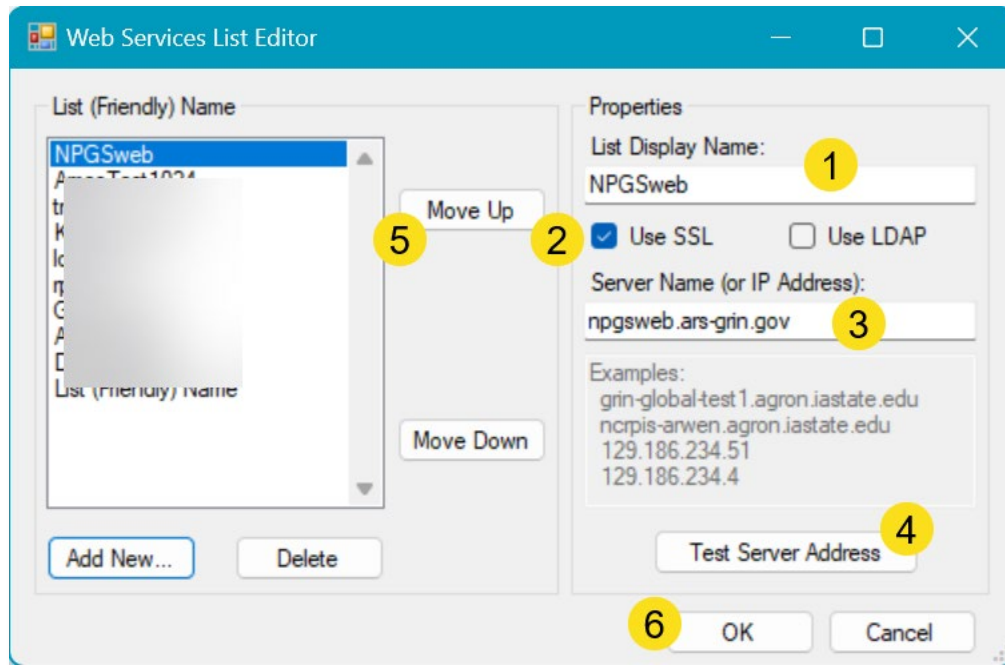 Web Services List Editor
List (Friendly) Name
NPGSweb
List (Friendly) Name
Move Up
5
Move Down
Add New...
Delete
Properties
List Display Name:
1
NPGSweb
2
Use SSL
Use LDAP
Server Name (or IP Address):
npgsweb.ars-grin.gov
3
Examples:
grin-global-test1.agron.iastate.edu
ncrpis-arwen.agron.iastate.edu
129.186.234.51
129.186.234.4
4
Test Server Address
6
OK
Cancel